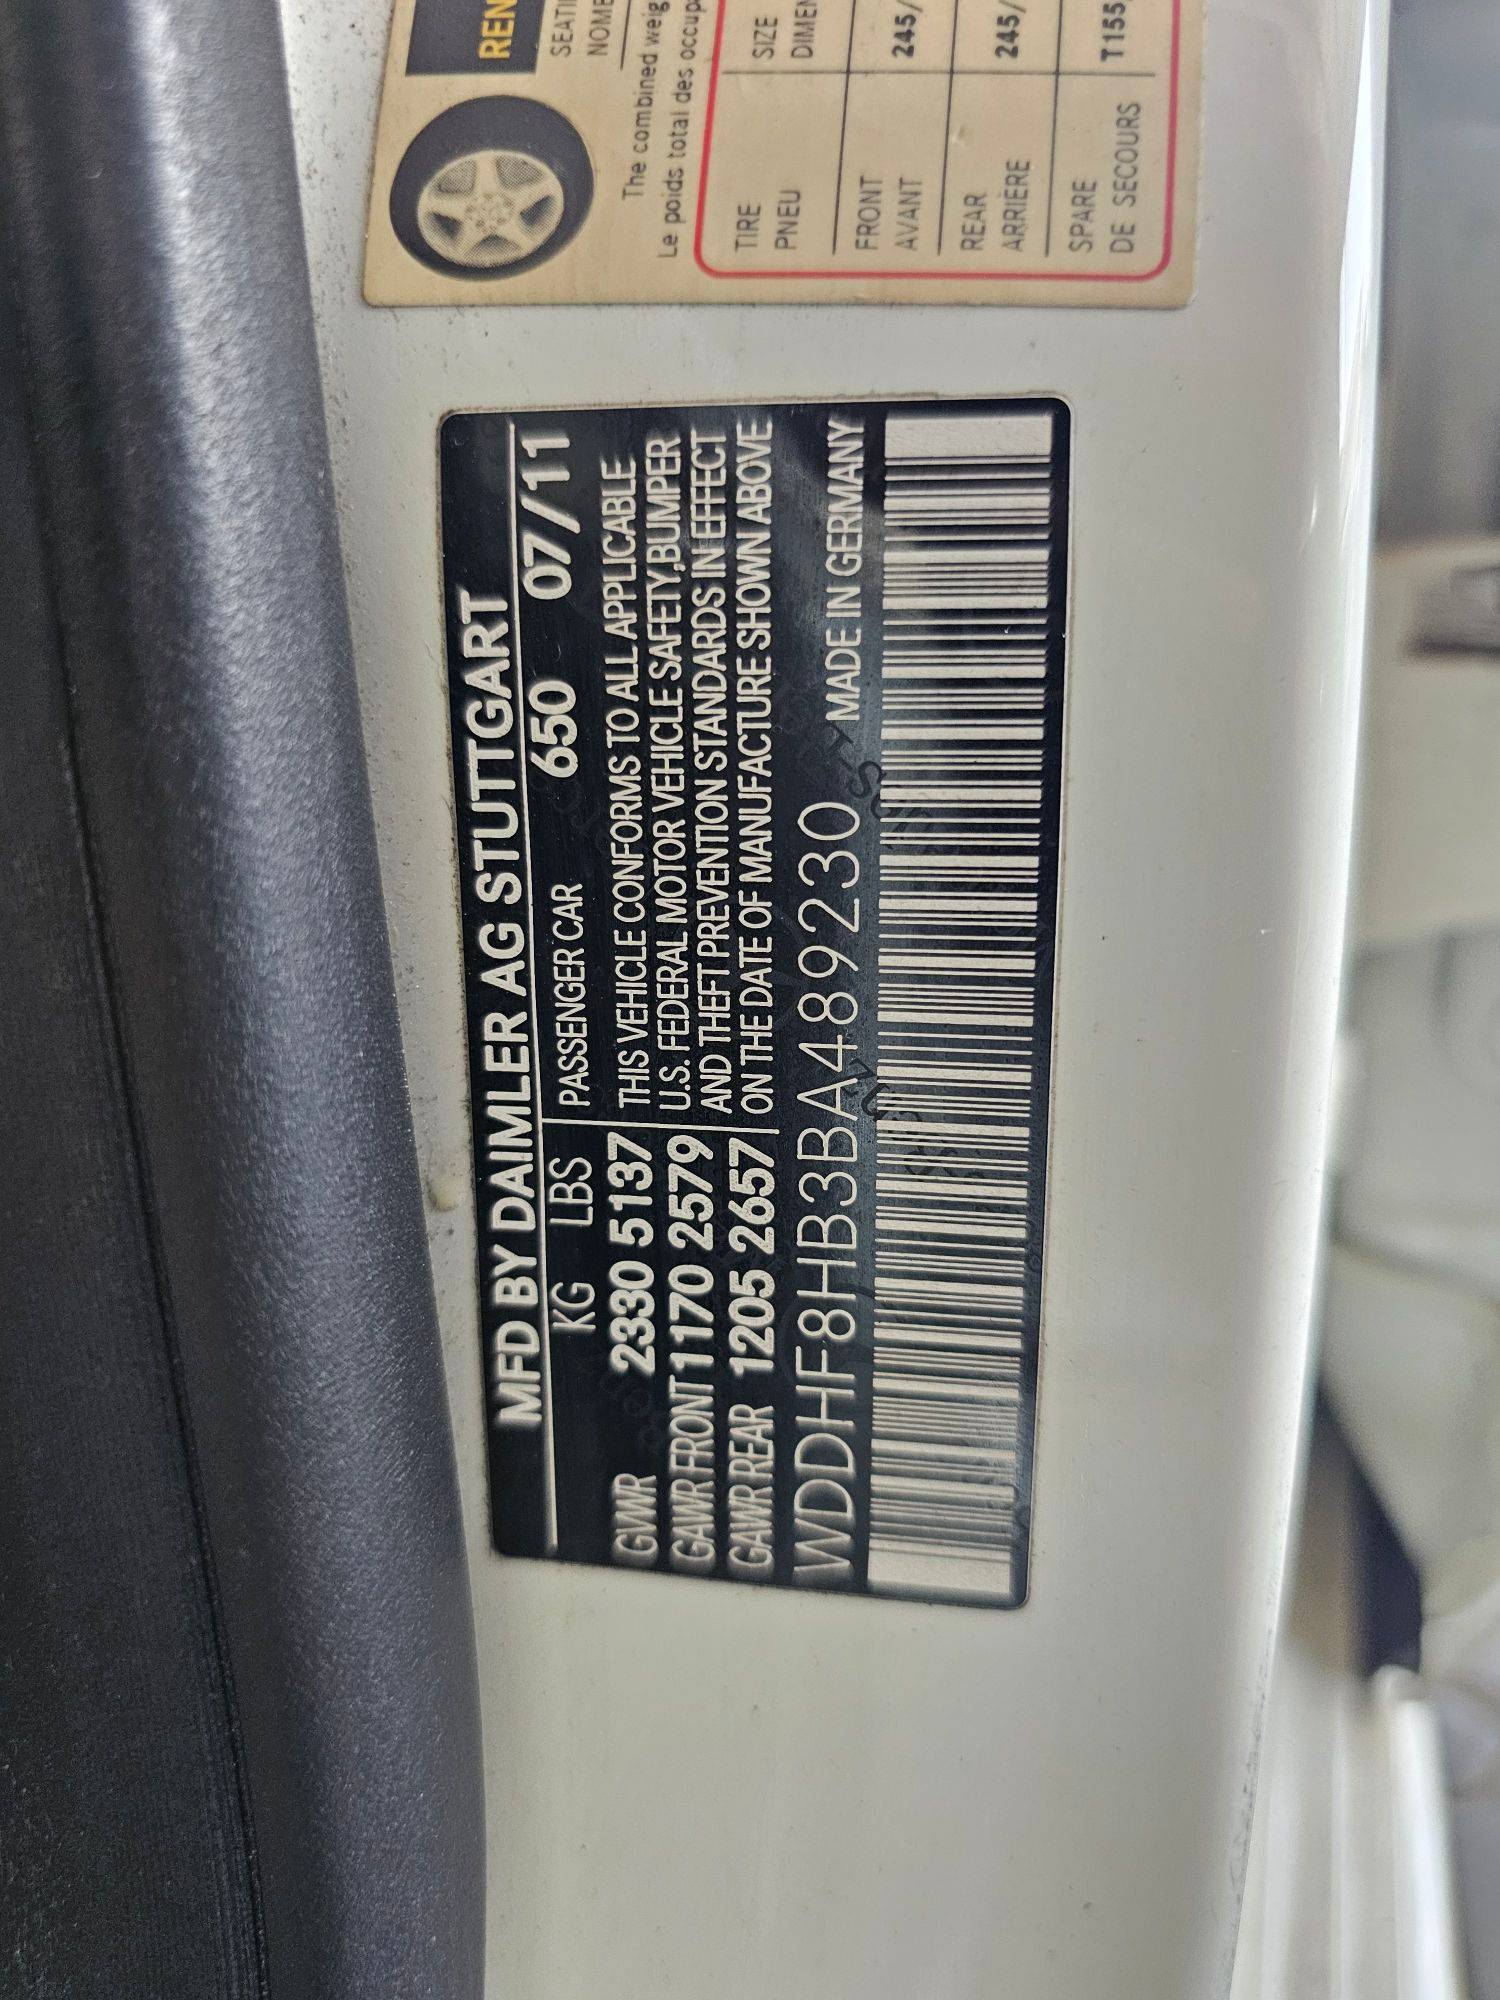 MFD BY DAIMLER AG STUTTGART
KG LBS PASSENGER CAR 650 07/11
GVWR 2330 5137
GAWR FRONT 1170 2579
GAWR REAR 1205 2657
THIS VEHICLE CONFORMS TO ALL APPLICABLE
U.S. FEDERAL MOTOR VEHICLE SAFETY,BUMPER
AND THEFT PREVENTION STANDARDS IN EFFECT
ON THE DATE OF MANUFACTURE SHOWN ABOVE
WDDHF8HB3BA489230 MADE IN GERMANY
The combined
Le poids total des
TIRE SIZE
PNEU
FRONT 245/
AVANT
REAR 245/
ARRIÈRE
SPARE T155
DE SECOURS